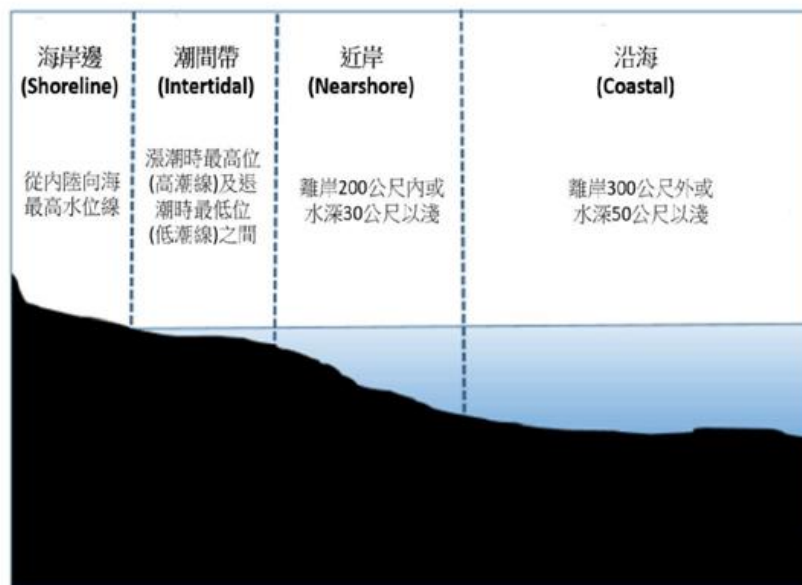 海岸邊
(Shoreline)
從內陸向海
最高水位線
潮間帶
(Intertidal)
漲潮時最高位
(高潮線)及退
潮時最低位
(低潮線)之間
近岸
(Nearshore)
離岸200公尺內或
水深30公尺以淺
沿海
(Coastal)
離岸300公尺外或
水深50公尺以淺